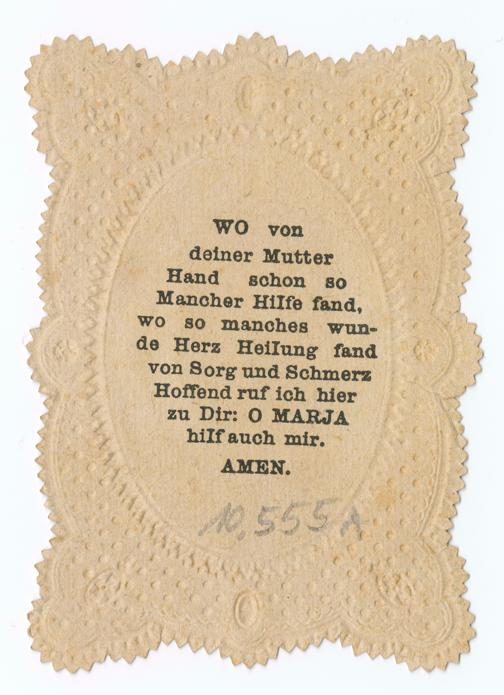 WO von
deiner Mutter
Hand schon so
Mancher Hilfe fand,
wo so manches wun-
de Herz Heilung fand
von Sorg und Schmerz
Hoffend ruf ich hier
zu Dir: O MARJA
hilf auch mir.
AMEN.
10.555A